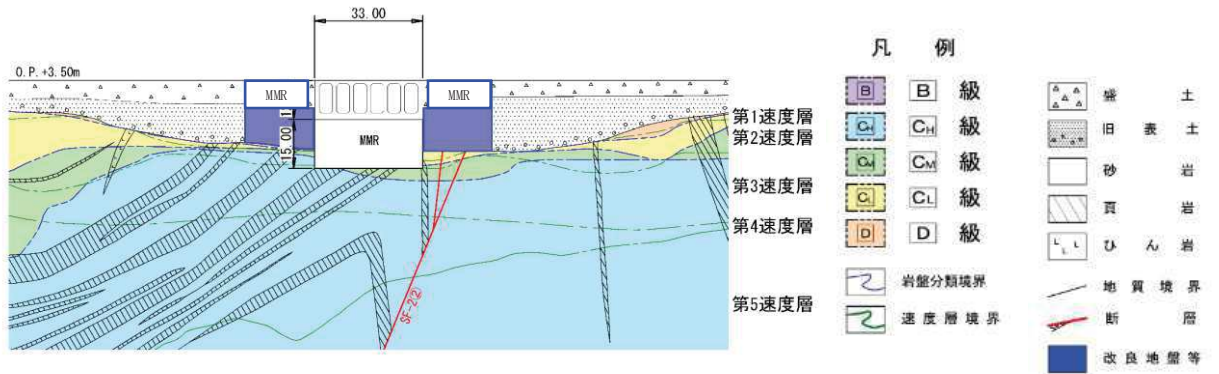 33.00
O.P.+3.50m
MMR
MMR
1
15.00
MMR
SF-2(2)
第1速度層
第2速度層
第3速度層
第4速度層
第5速度層
凡 例
B B 級
CH CH 級
CM CM 級
CL CL 級
D D 級
岩盤分類境界
速度層境界
盛 土
旧 表 土
砂 岩
頁 岩
ひ ん 岩
地 質 境 界
断 層
改 良 地 盤 等